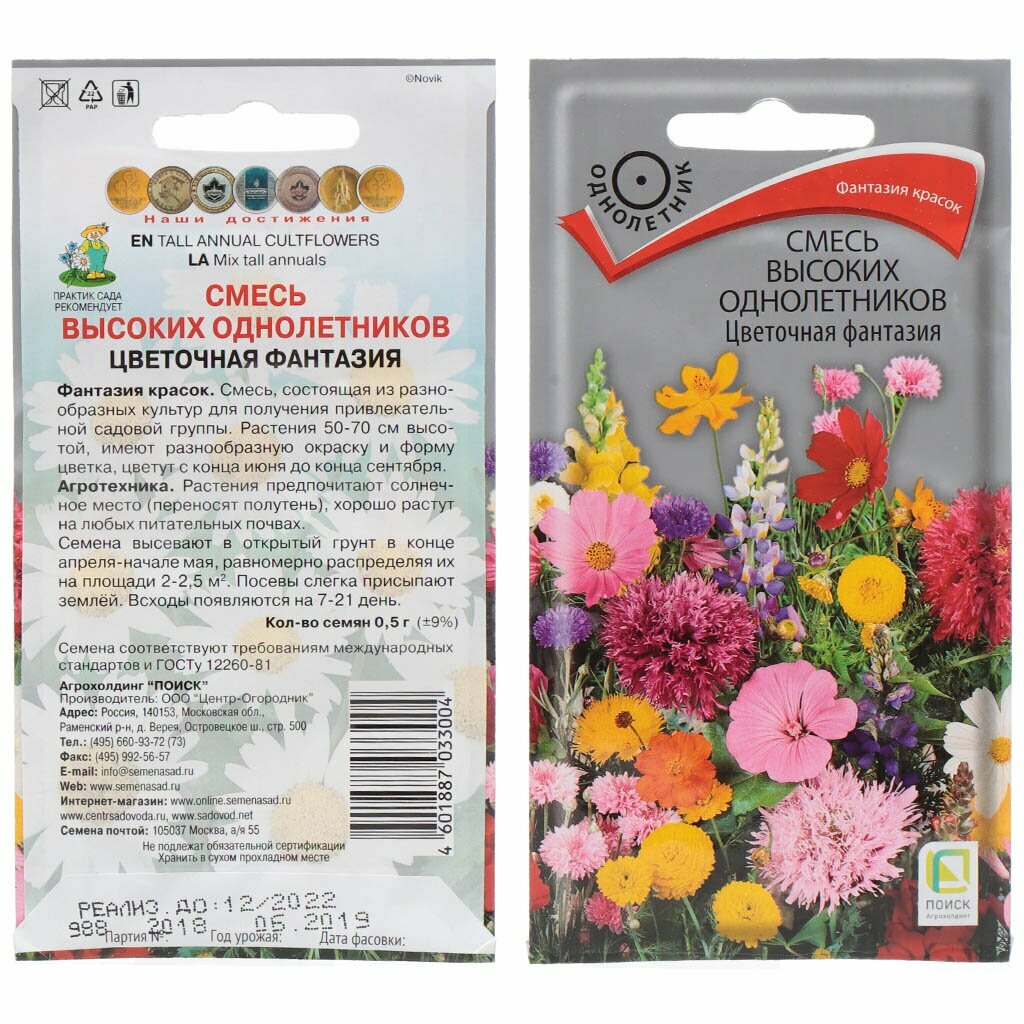 ©Novik
22
PAP
Наши достижения
EN TALL ANNUAL CULTFLOWERS
LA Mix tall annuals
ПРАКТИК САДА
РЕКОМЕНДУЕТ
СМЕСЬ
ВЫСОКИХ ОДНОЛЕТНИКОВ
ЦВЕТОЧНАЯ ФАНТАЗИЯ
Фантазия красок. Смесь, состоящая из разно-
образных культур для получения привлекатель-
ной садовой группы. Растения 50-70 см высо-
той, имеют разнообразную окраску и форму
цветка, цветут с конца июня до конца сентября.
Агротехника. Растения предпочитают солнеч-
ное место (переносят полутень), хорошо растут
на любых питательных почвах.
Семена высевают в открытый грунт в конце
апреля-начале мая, равномерно распределяя их
на площади 2-2,5 м². Посевы слегка присыпают
землёй. Всходы появляются на 7-21 день.
Кол-во семян 0,5 г (±9%)
Семена соответствуют требованиям международных
стандартов и ГОСТу 12260-81
Агрохолдинг "ПОИСК"
Производитель: ООО "Центр-Огородник"
Адрес: Россия, 140153, Московская обл.,
Раменский р-н, д. Верея, Островецкое ш., стр. 500
Тел.: (495) 660-93-72 (73)
Факс: (495) 992-56-57
E-mail: info@semenasad.ru
Web: www.semenasad.ru
Интернет-магазин: www.online.semenasad.ru
www.centrsadovoda.ru, www.sadovod.net
Семена почтой: 105037 Москва, а/я 55
Не подлежат обязательной сертификации
Хранить в сухом прохладном месте
4 601887 033004
РЕАЛИЗ. ДО: 12/2022
988 2018 06.2019
Партия №: Год урожая: Дата фасовки:
ОДНОЛЕТНИК
Фантазия красок
СМЕСЬ
ВЫСОКИХ
ОДНОЛЕТНИКОВ
Цветочная фантазия
ПОИСК
Агрохолдинг